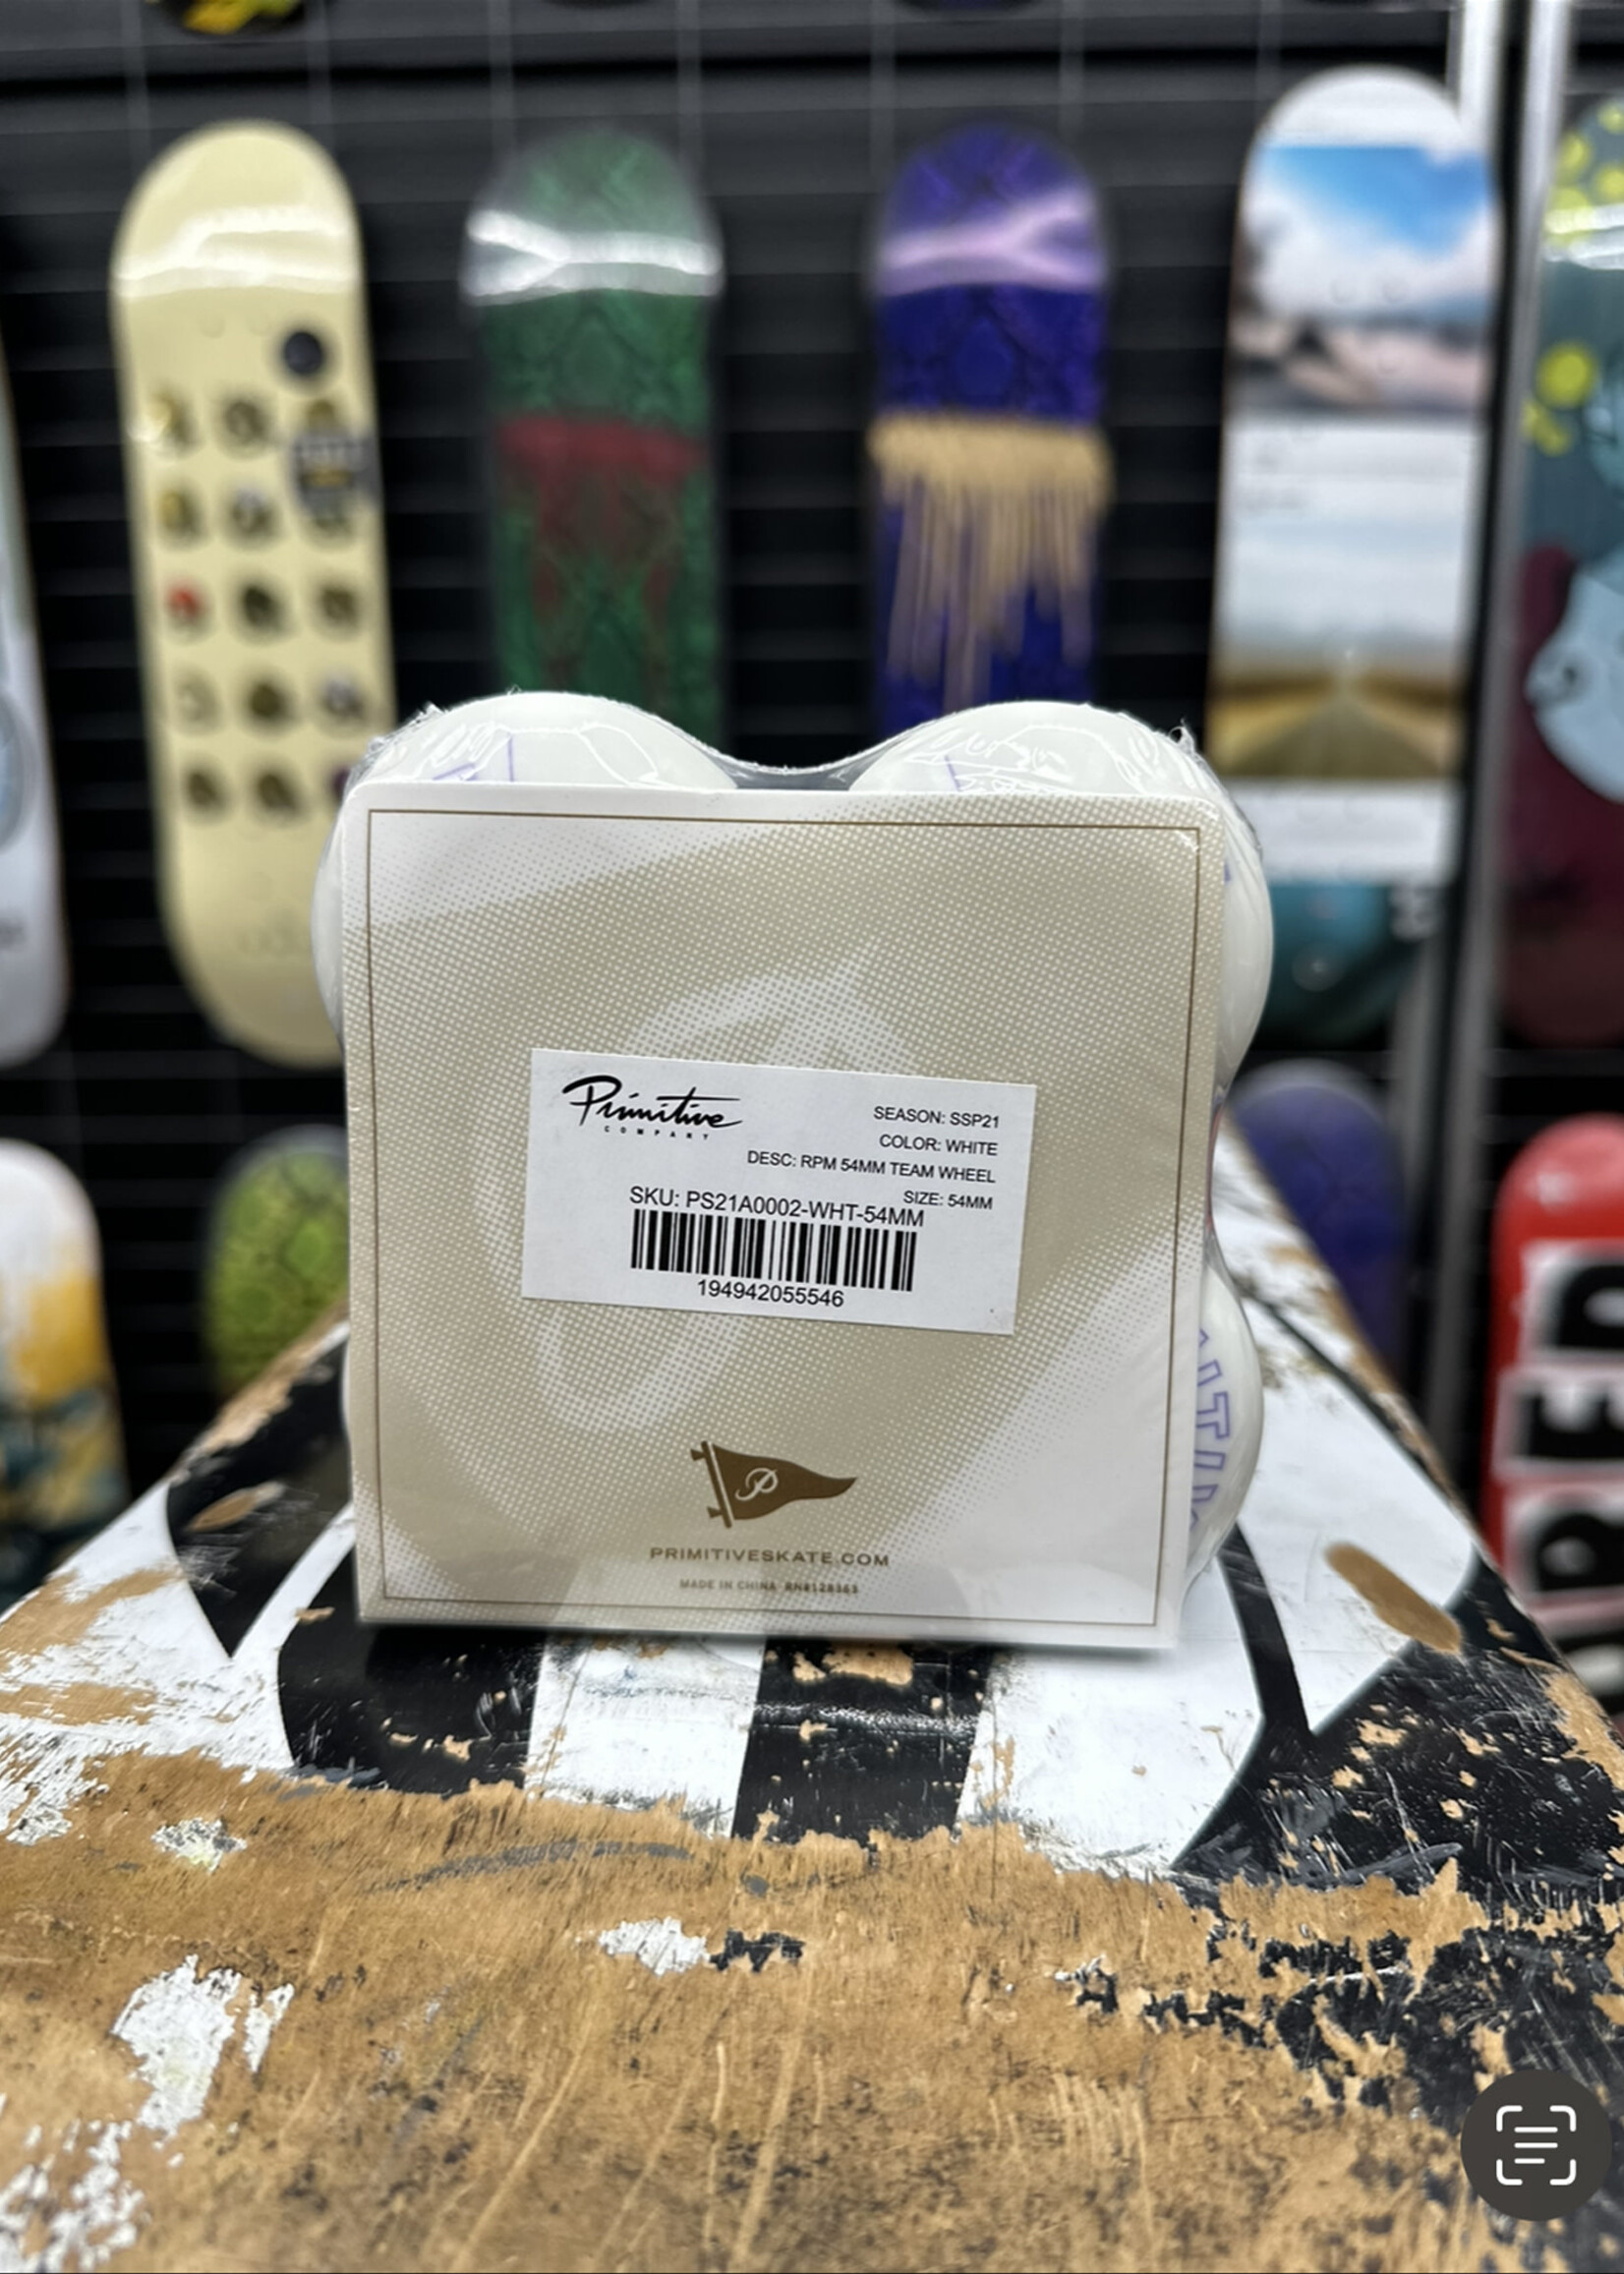 Primitive
COMPANY
SEASON: SSP21
COLOR: WHITE
DESC: RPM 54MM TEAM WHEEL
SIZE: 54MM
SKU: PS21A0002-WHT-54MM
194942055546
P
PRIMITIVESKATE.COM
MADE IN CHINA